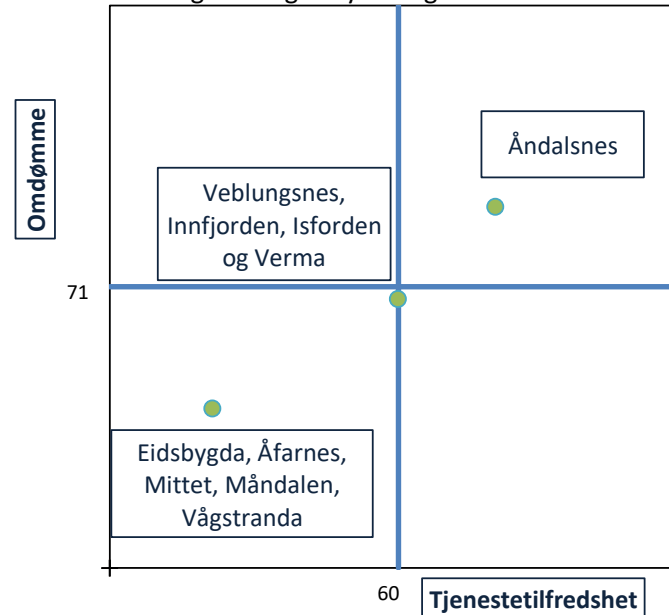 Omdømme
Åndalsnes
Veblungsnes,
Innfjorden, Isforden
og Verma
71
Eidsbygda, Åfarnes,
Mittet, Måndalen,
Vågstranda
60
Tjenestetilfredshet